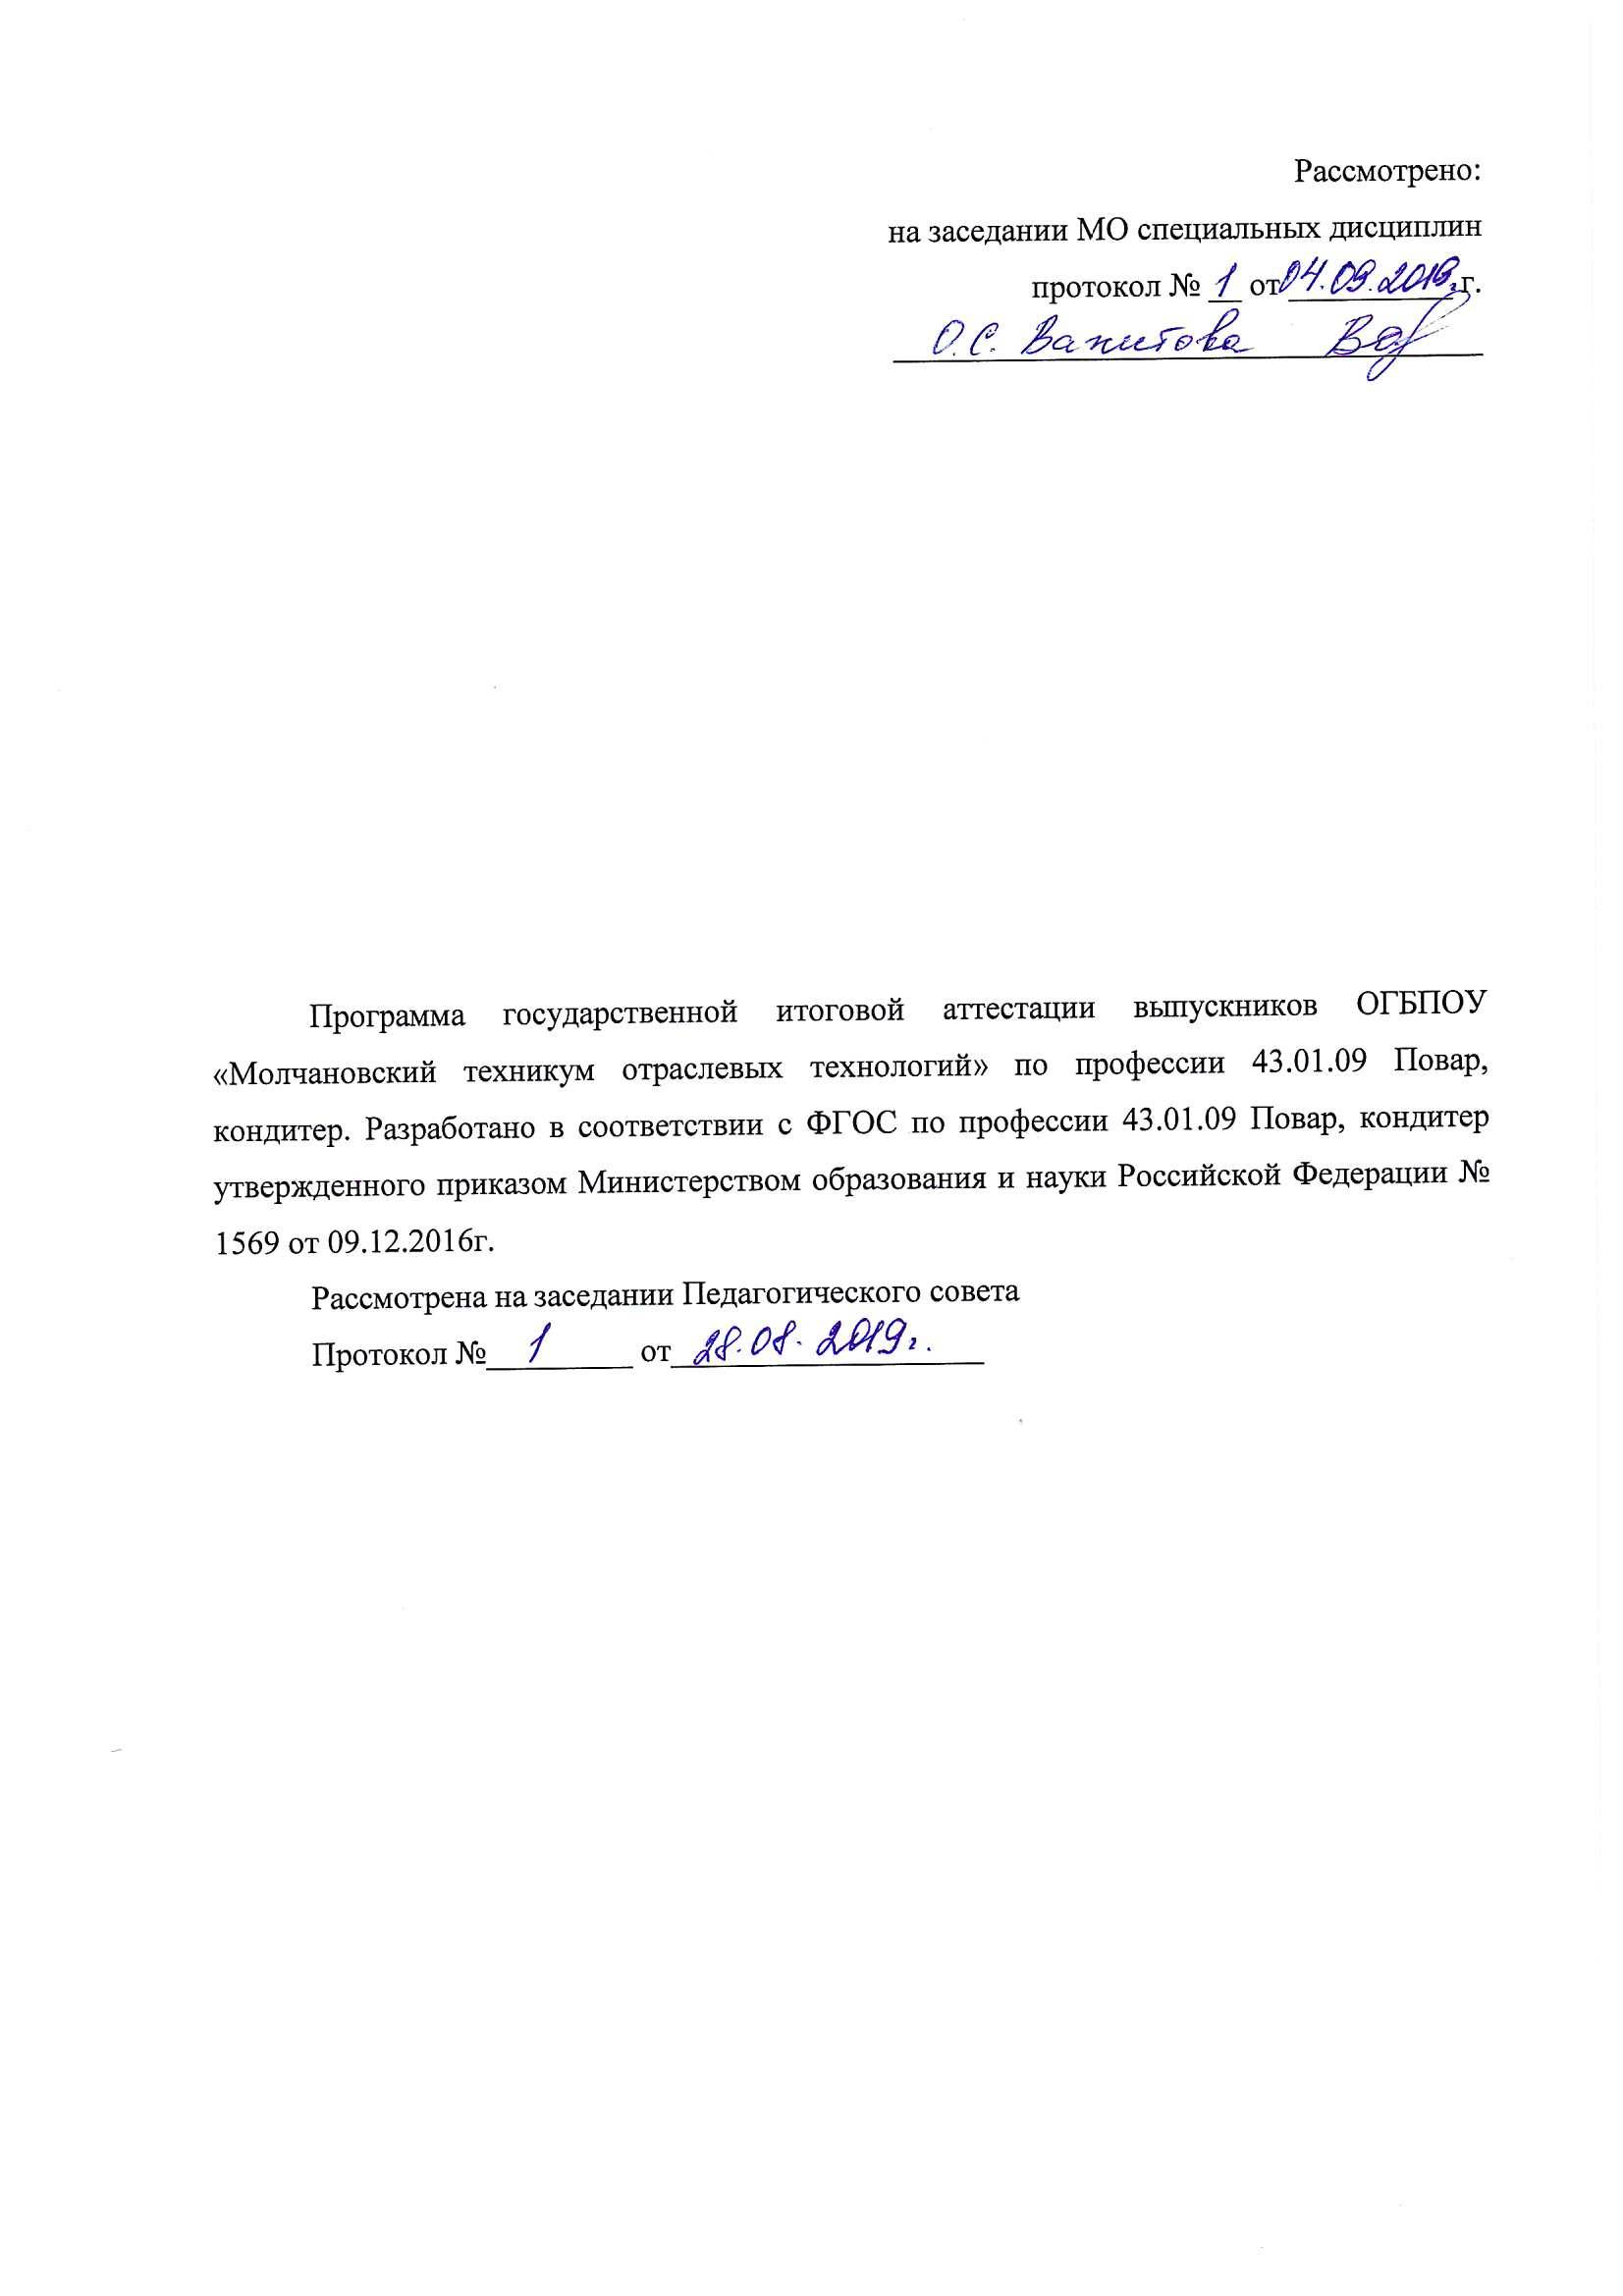 Рассмотрено:
на заседании МО специальных дисциплин
протокол № 1 от 04.09.2019.г.
О.С. Вахитова
Программа государственной итоговой аттестации выпускников ОГБПОУ
«Молчановский техникум отраслевых технологий» по профессии 43.01.09 Повар,
кондитер. Разработано в соответствии с ФГОС по профессии 43.01.09 Повар, кондитер
утвержденного приказом Министерством образования и науки Российской Федерации №
1569 от 09.12.2016г.
Рассмотрена на заседании Педагогического совета
Протокол № 1 от 28.08.2019г.